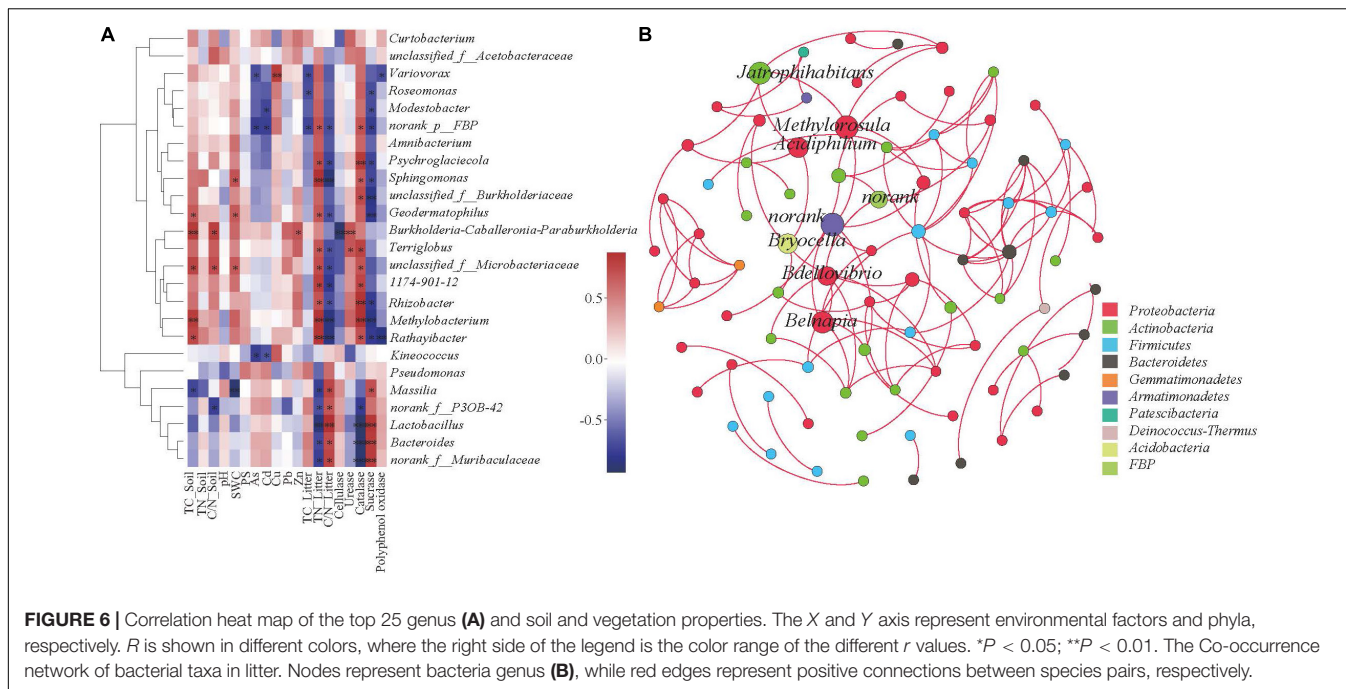 A
B
Curtobacterium
unclassified_f__Acetobacteraceae
Variovorax
Roseomonas
Modestobacter
norank_p__FBP
Amnibacterium
Psychroglaciecola
Sphingomonas
unclassified_f__Burkholderiaceae
Geodermatophilus
Burkholderia-Caballeronia-Paraburkholderia
Terriglobus
unclassified_f__Microbacteriaceae
1174-901-12
Rhizobacter
Methylobacterium
Rathayibacter
Kineococcus
Pseudomonas
Massilia
norank_f__P3OB-42
Lactobacillus
Bacteroides
norank_f__Muribaculaceae
TC_Soil
TN_Soil
C/N_Soil
pH
SWC
PS
As
Cd
Cu
Pb
Zn
TC_Litter
TN_Litter
C/N_Litter
Cellulase
Urease
Catalase
Sucrase
Polyphenol oxidase
0.5
0.0
-0.5
Jatrophihabitans
Methylorosula
Acidiphilium
norank
norank
Bryocella
Bdellovibrio
Belnapia
Proteobacteria
Actinobacteria
Firmicutes
Bacteroidetes
Gemmatimonadetes
Armatimonadetes
Patescibacteria
Deinococcus-Thermus
Acidobacteria
FBP
FIGURE 6 | Correlation heat map of the top 25 genus (A) and soil and vegetation properties. The X and Y axis represent environmental factors and phyla,
respectively. R is shown in different colors, where the right side of the legend is the color range of the different r values. *P < 0.05; **P < 0.01. The Co-occurrence
network of bacterial taxa in litter. Nodes represent bacteria genus (B), while red edges represent positive connections between species pairs, respectively.